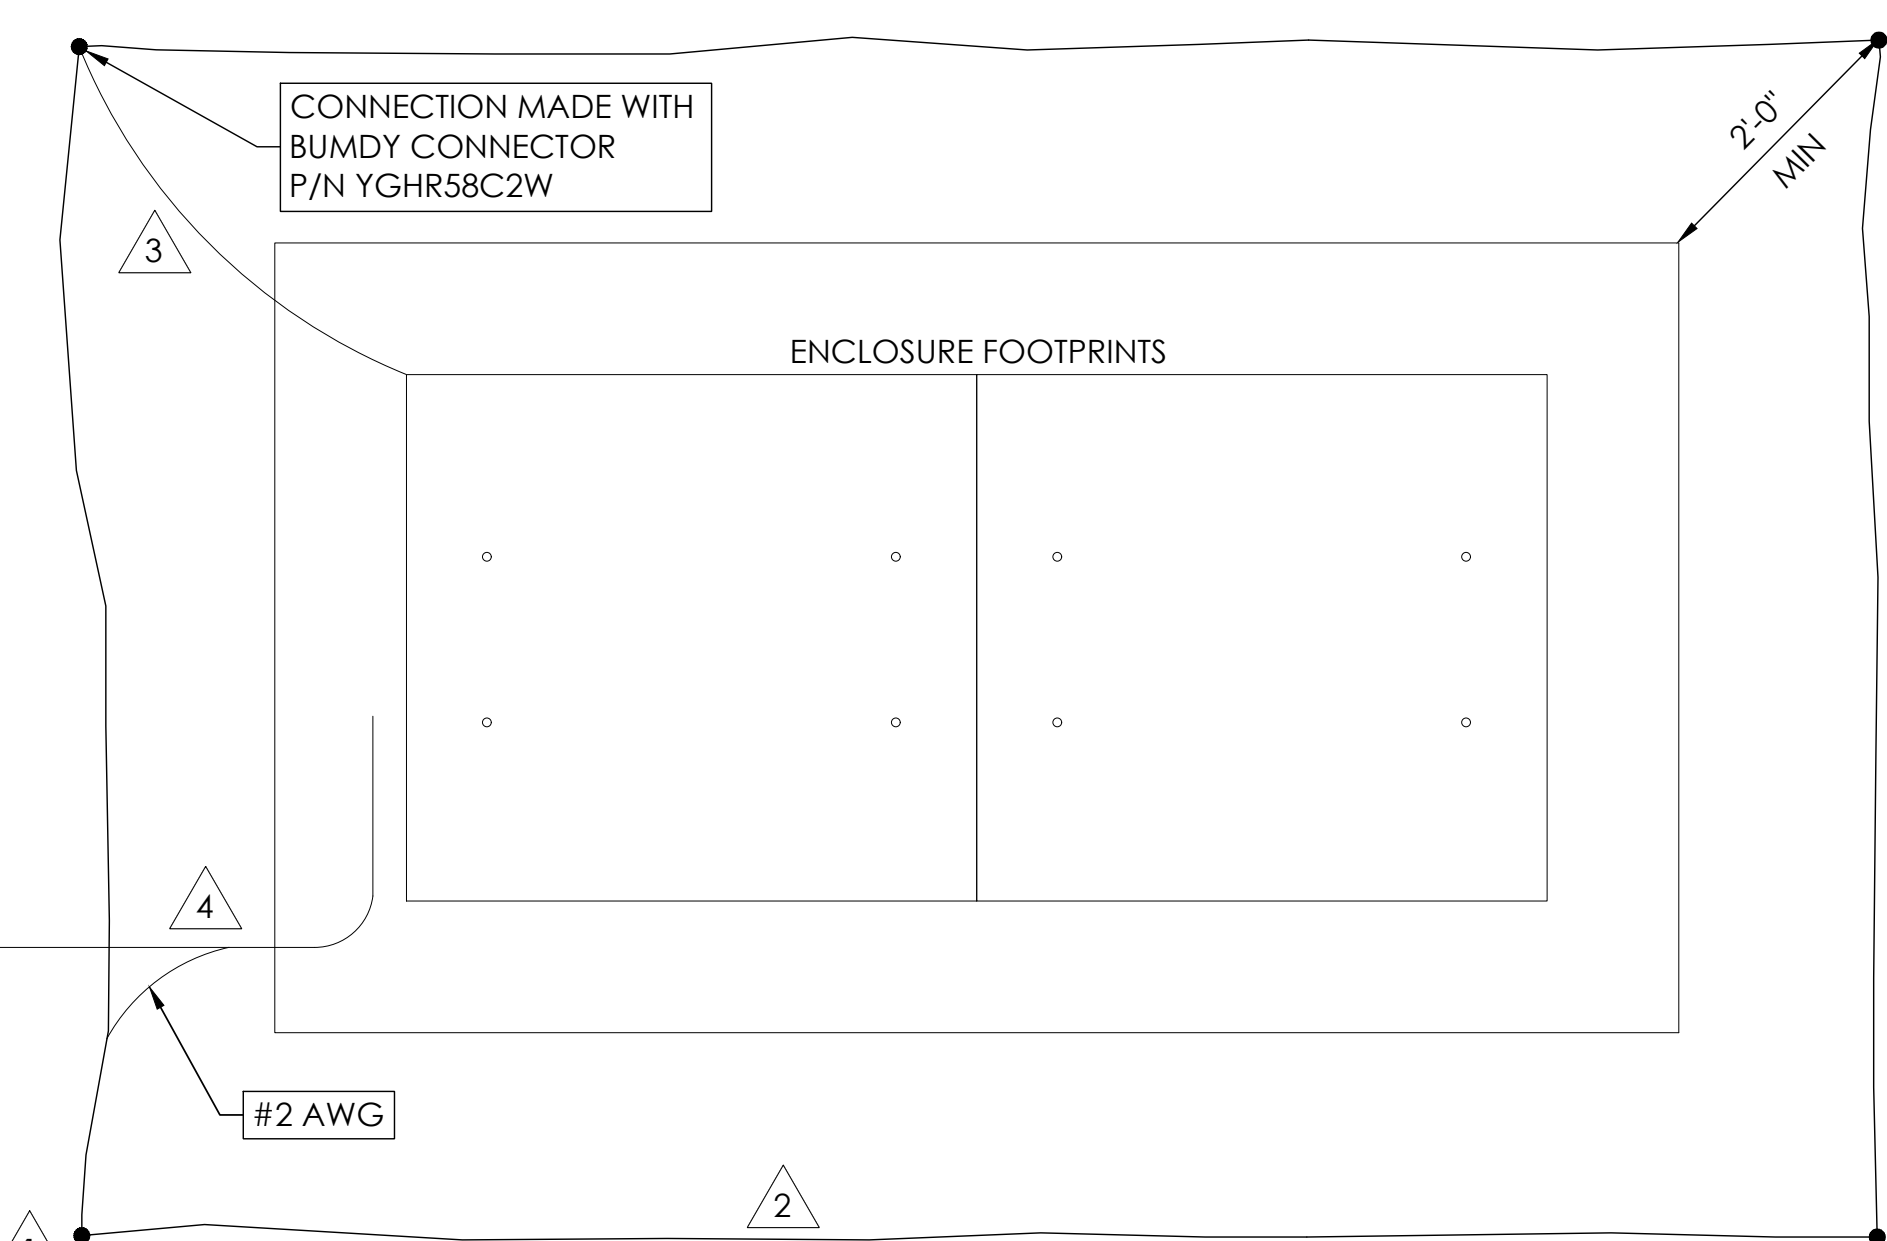 CONNECTION MADE WITH
BUMDY CONNECTOR
P/N YGHR58C2W
2'-0"
MIN
3
ENCLOSURE FOOTPRINTS
4
#2 AWG
2